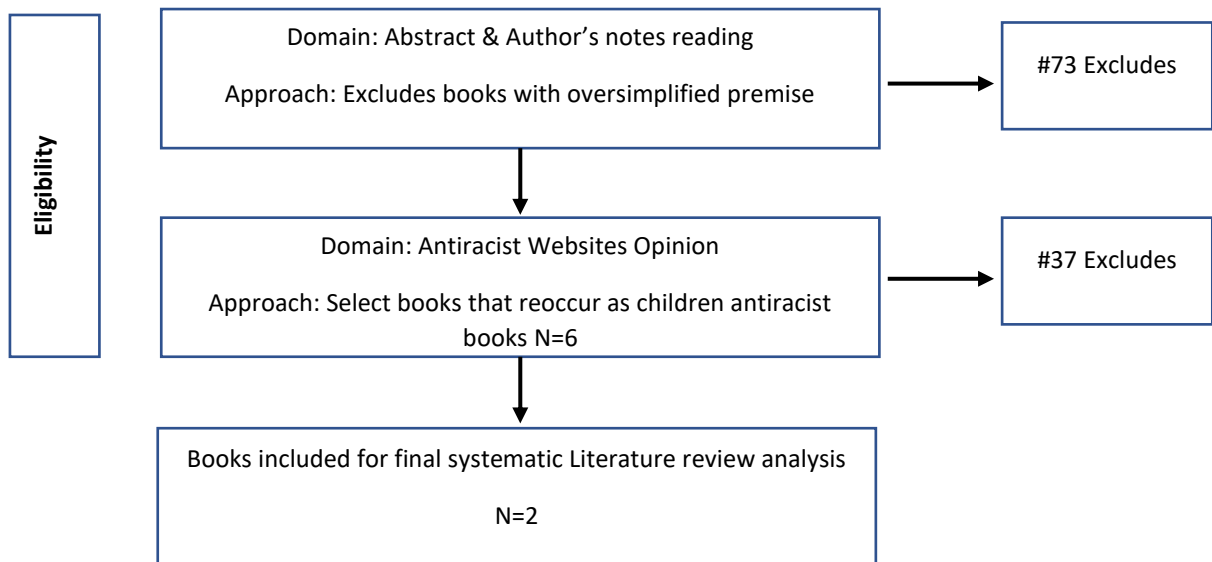 Eligibility
Domain: Abstract & Author’s notes reading
Approach: Excludes books with oversimplified premise
#73 Excludes
Domain: Antiracist Websites Opinion
Approach: Select books that reoccur as children antiracist
books N=6
#37 Excludes
Books included for final systematic Literature review analysis
N=2